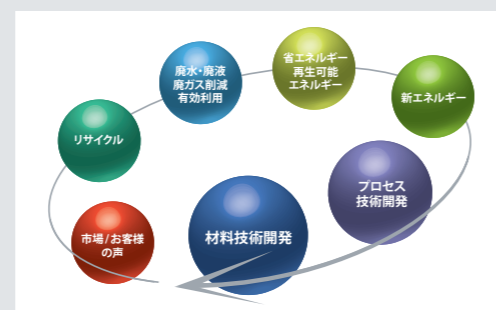 省エネルギー
再生可能
エネルギー
廃水・廃液
廃ガス削減
有効利用
新エネルギー
リサイクル
プロセス
技術開発
材料技術開発
市場/お客様
の声